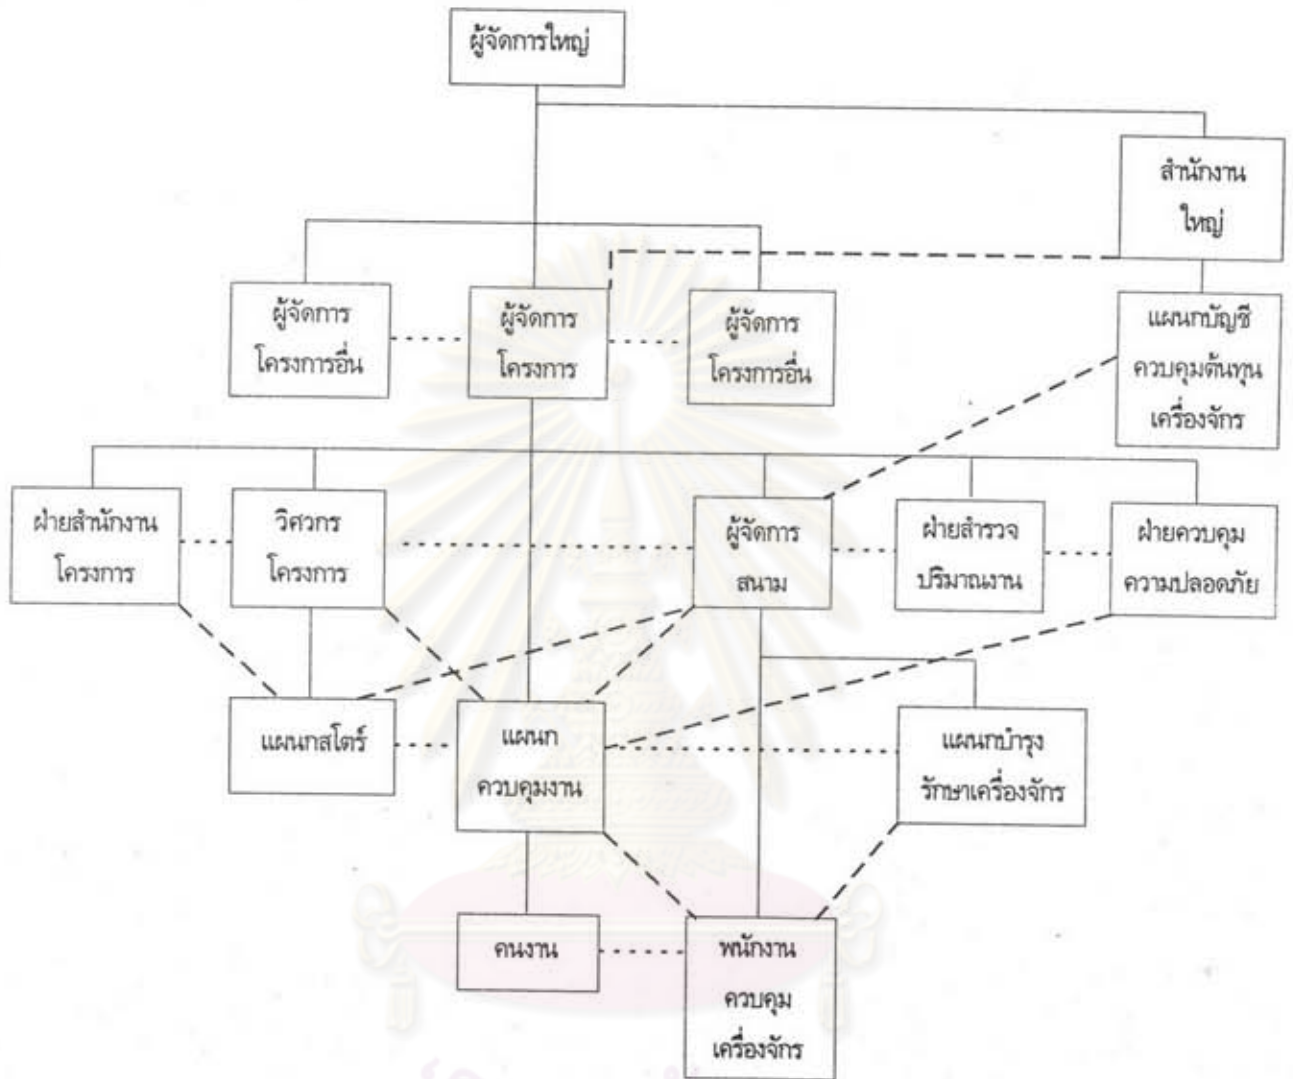 ผู้จัดการใหญ่
สำนักงาน
ใหญ่
ผู้จัดการ
โครงการอื่น
ผู้จัดการ
โครงการ
ผู้จัดการ
โครงการอื่น
แผนกบัญชี
ควบคุมต้นทุน
เครื่องจักร
ฝ่ายสำนักงาน
โครงการ
วิศวกร
โครงการ
ผู้จัดการ
สนาม
ฝ่ายสำรวจ
ปริมาณงาน
ฝ่ายควบคุม
ความปลอดภัย
แผนกสโตร์
แผนก
ควบคุมงาน
แผนกบำรุง
รักษาเครื่องจักร
คนงาน
พนักงาน
ควบคุม
เครื่องจักร